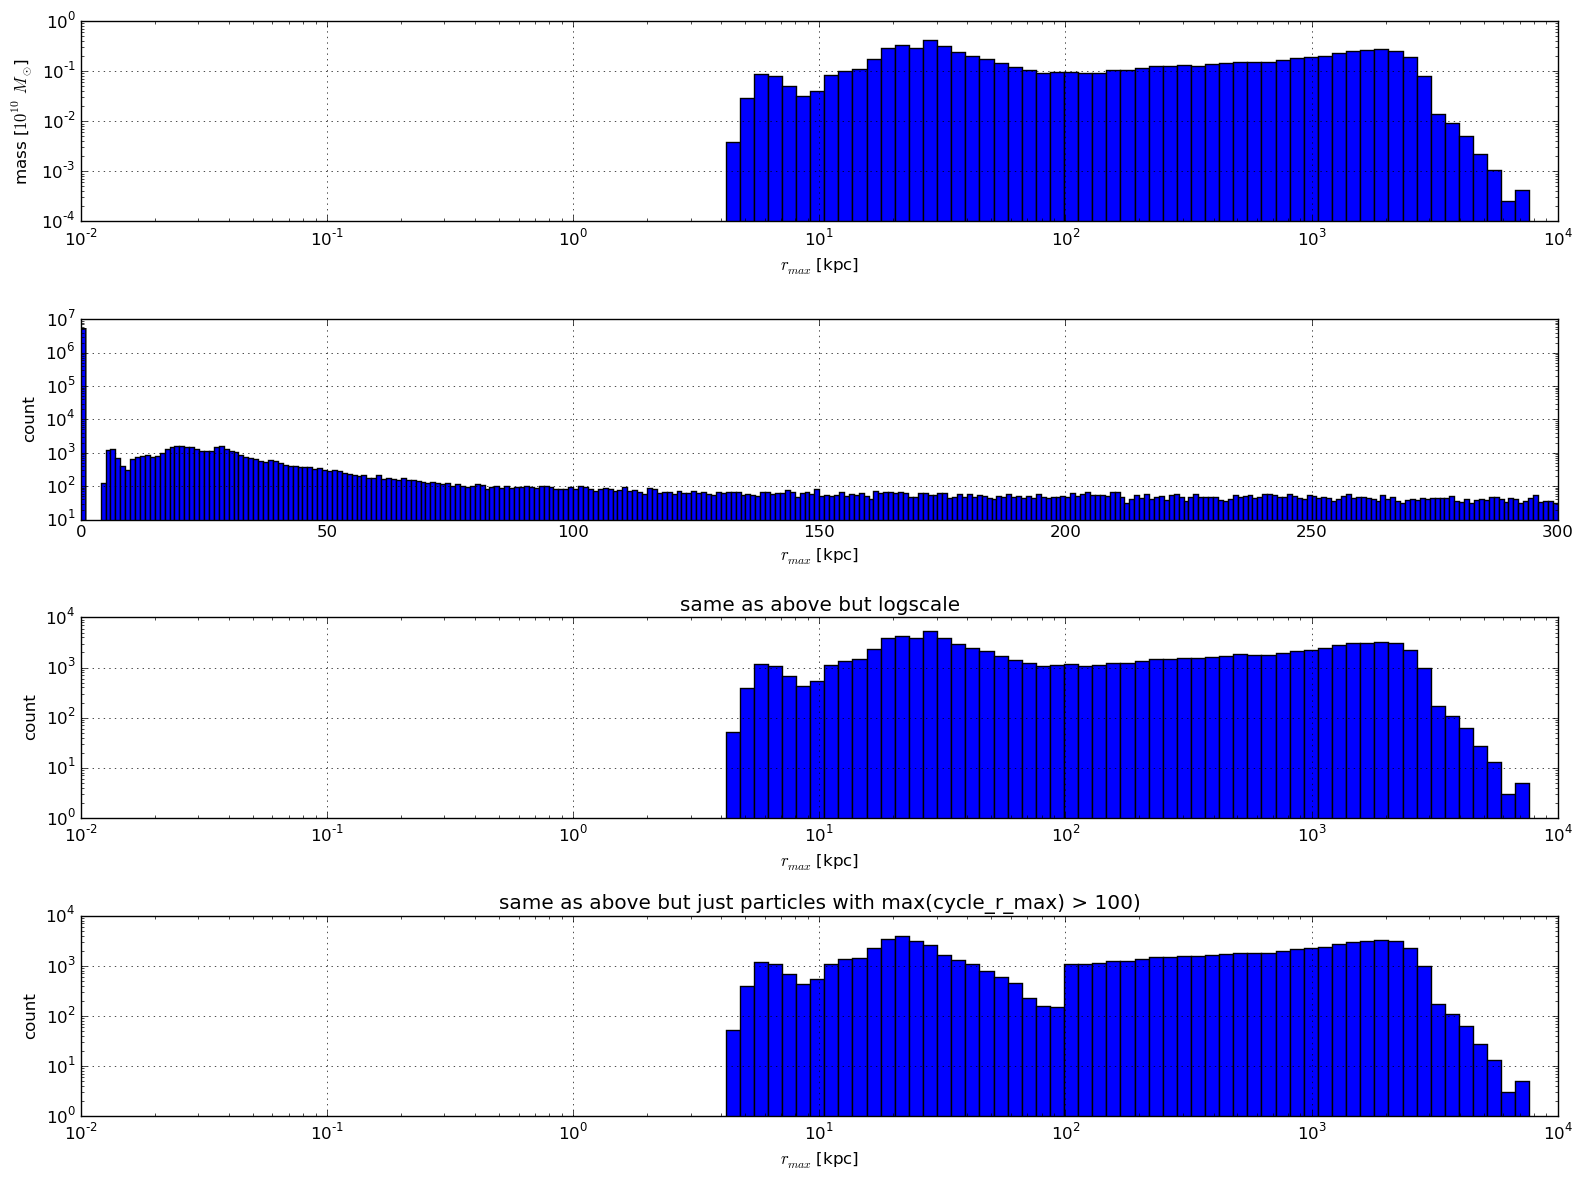 10^0
10^-1
10^-2
10^-3
10^-4
mass [10^10 M_⊙]
10^-2 10^-1 10^0 10^1 10^2 10^3 10^4
r_max [kpc]
10^7
10^6
10^5
10^4
10^3
10^2
10^1
count
0 50 100 150 200 250 300
r_max [kpc]
same as above but logscale
10^4
10^3
10^2
10^1
10^0
count
10^-2 10^-1 10^0 10^1 10^2 10^3 10^4
r_max [kpc]
same as above but just particles with max(cycle_r_max) > 100)
10^4
10^3
10^2
10^1
10^0
count
10^-2 10^-1 10^0 10^1 10^2 10^3 10^4
r_max [kpc]